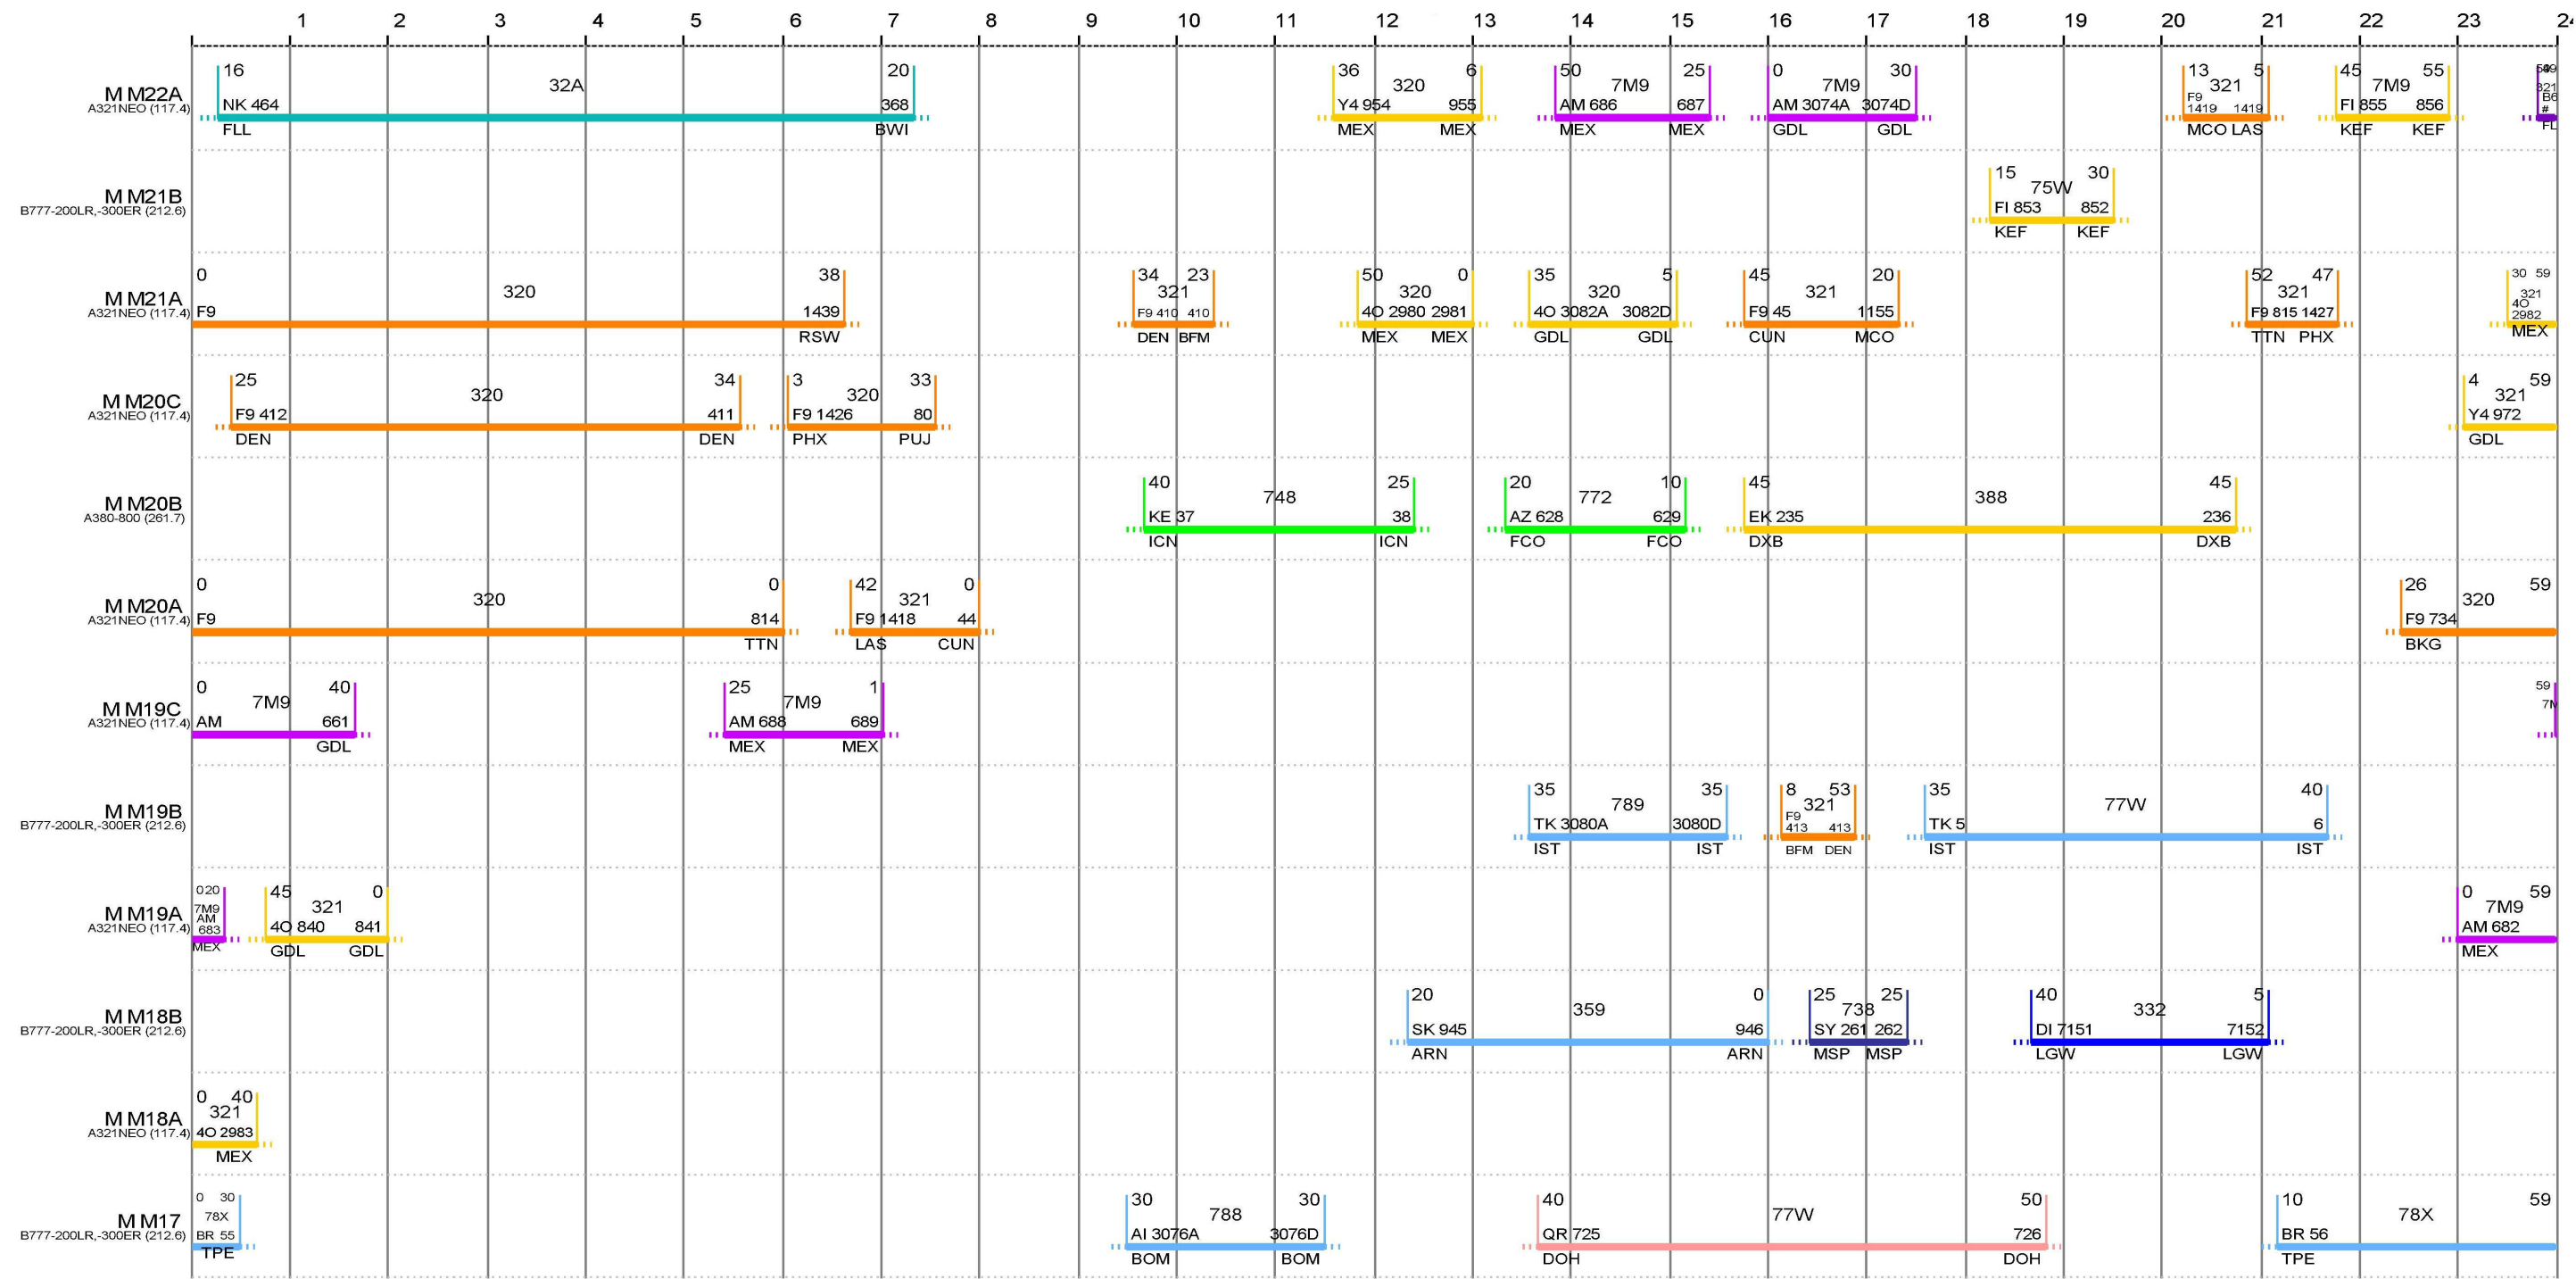 1 2 3 4 5 6 7 8 9 10 11 12 13 14 15 16 17 18 19 20 21 22 23
M M22A
A321NEO (117.4)
16 32A 20 36 320 6 50 7M9 25 0 7M9 30 13 321 5 45 7M9 55
NK 464 368 Y4 954 955 AM 686 687 AM 3074A 3074D F9 1419 1419 FI 855 856 B6 #
FLL BWI MEX MEX MEX MEX GDL GDL MCO LAS KEF KEF FL
M M21B
B777-200LR,-300ER (212.6)
15 75W 30
FI 853 852
KEF KEF
M M21A
A321NEO (117.4)
0 320 38 34 321 23 50 320 0 35 320 5 45 321 20 52 321 47 30 321 59
F9 1439 F9 410 410 4O 2980 2981 4O 3082A 3082D F9 45 1155 F9 815 1427 4O 2982
RSW DEN BFM MEX MEX GDL GDL CUN MCO TTN PHX MEX
M M20C
A321NEO (117.4)
25 320 34 3 320 33 4 321 59
F9 412 411 F9 1426 80 Y4 972
DEN DEN PHX PUJ GDL
M M20B
A380-800 (261.7)
40 748 25 20 772 10 45 388 45
KE 37 38 AZ 628 629 EK 235 236
ICN ICN FCO FCO DXB DXB
M M20A
A321NEO (117.4)
0 320 0 42 321 0 26 320 59
F9 814 F9 1418 44 F9 734
TTN LAS CUN BKG
M M19C
A321NEO (117.4)
0 7M9 40 25 7M9 1 59
AM 661 AM 688 689
GDL MEX MEX
M M19B
B777-200LR,-300ER (212.6)
35 789 35 8 321 53 35 77W 40
TK 3080A 3080D F9 413 413 TK 5 6
IST IST BFM DEN IST IST
M M19A
A321NEO (117.4)
0 7M9 20 45 321 0 0 7M9 59
AM 683 4O 840 841 AM 682
MEX GDL GDL MEX
M M18B
B777-200LR,-300ER (212.6)
20 359 0 25 738 25 40 332 5
SK 945 946 SY 261 262 DI 7151 7152
ARN ARN MSP MSP LGW LGW
M M18A
A321NEO (117.4)
0 321 40
4O 2983
MEX
M M17
B777-200LR,-300ER (212.6)
0 78X 30 30 788 30 40 77W 50 10 78X 59
BR 55 AI 3076A 3076D QR 725 726 BR 56
TPE BOM BOM DOH DOH TPE